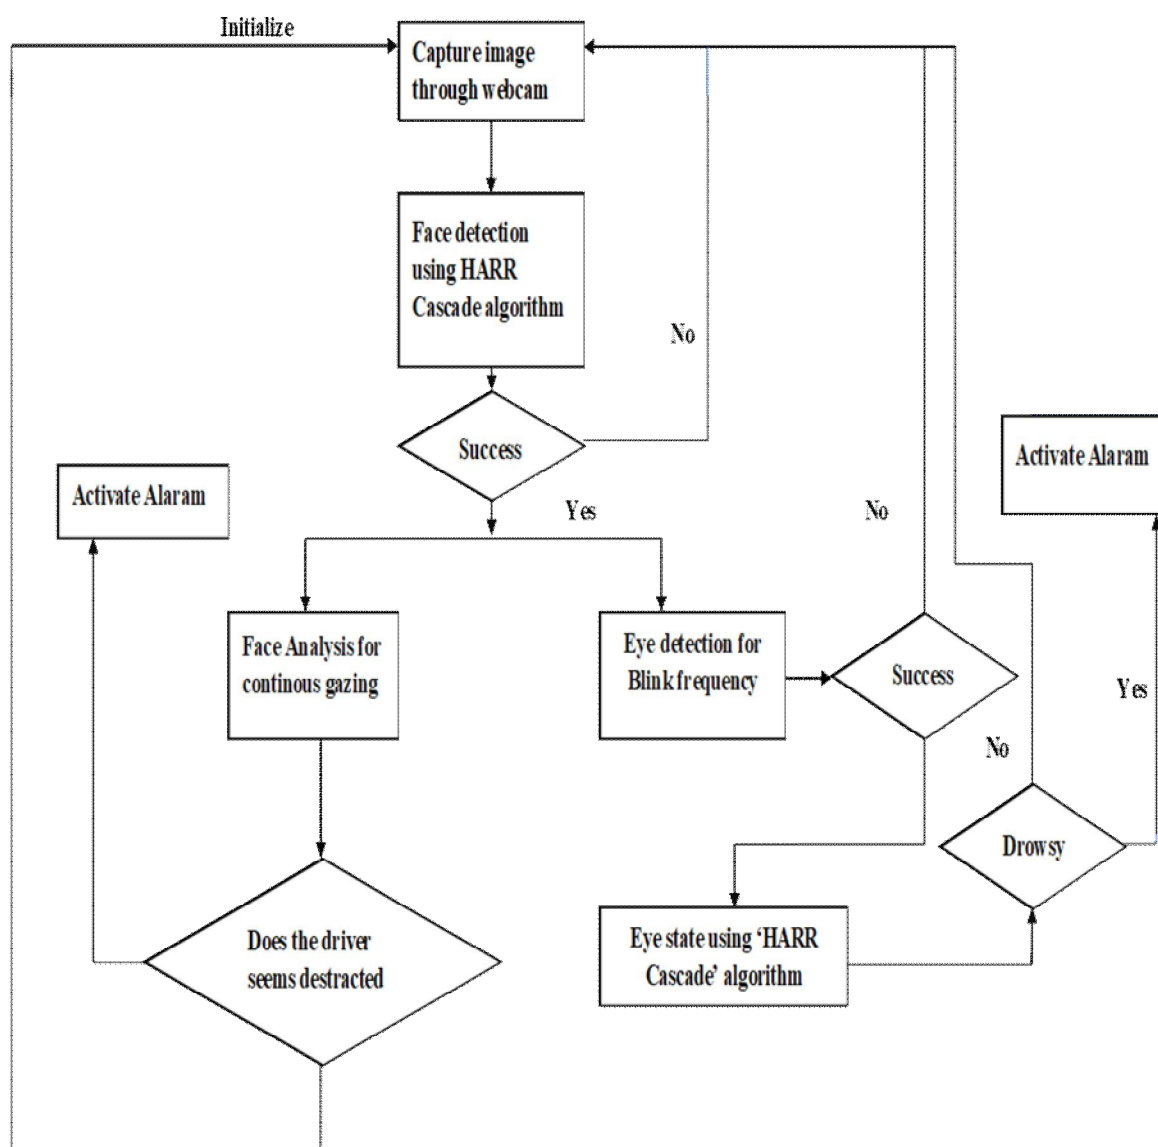 Initialize
Capture image
through webcam
Face detection
using HARR
Cascade algorithm
No
Success
Yes
Activate Alaram
Activate Alaram
No
Face Analysis for
continous gazing
Eye detection for
Blink frequency
Success
Yes
No
Does the driver
seems destracted
Eye state using ‘HARR
Cascade’ algorithm
Drowsy